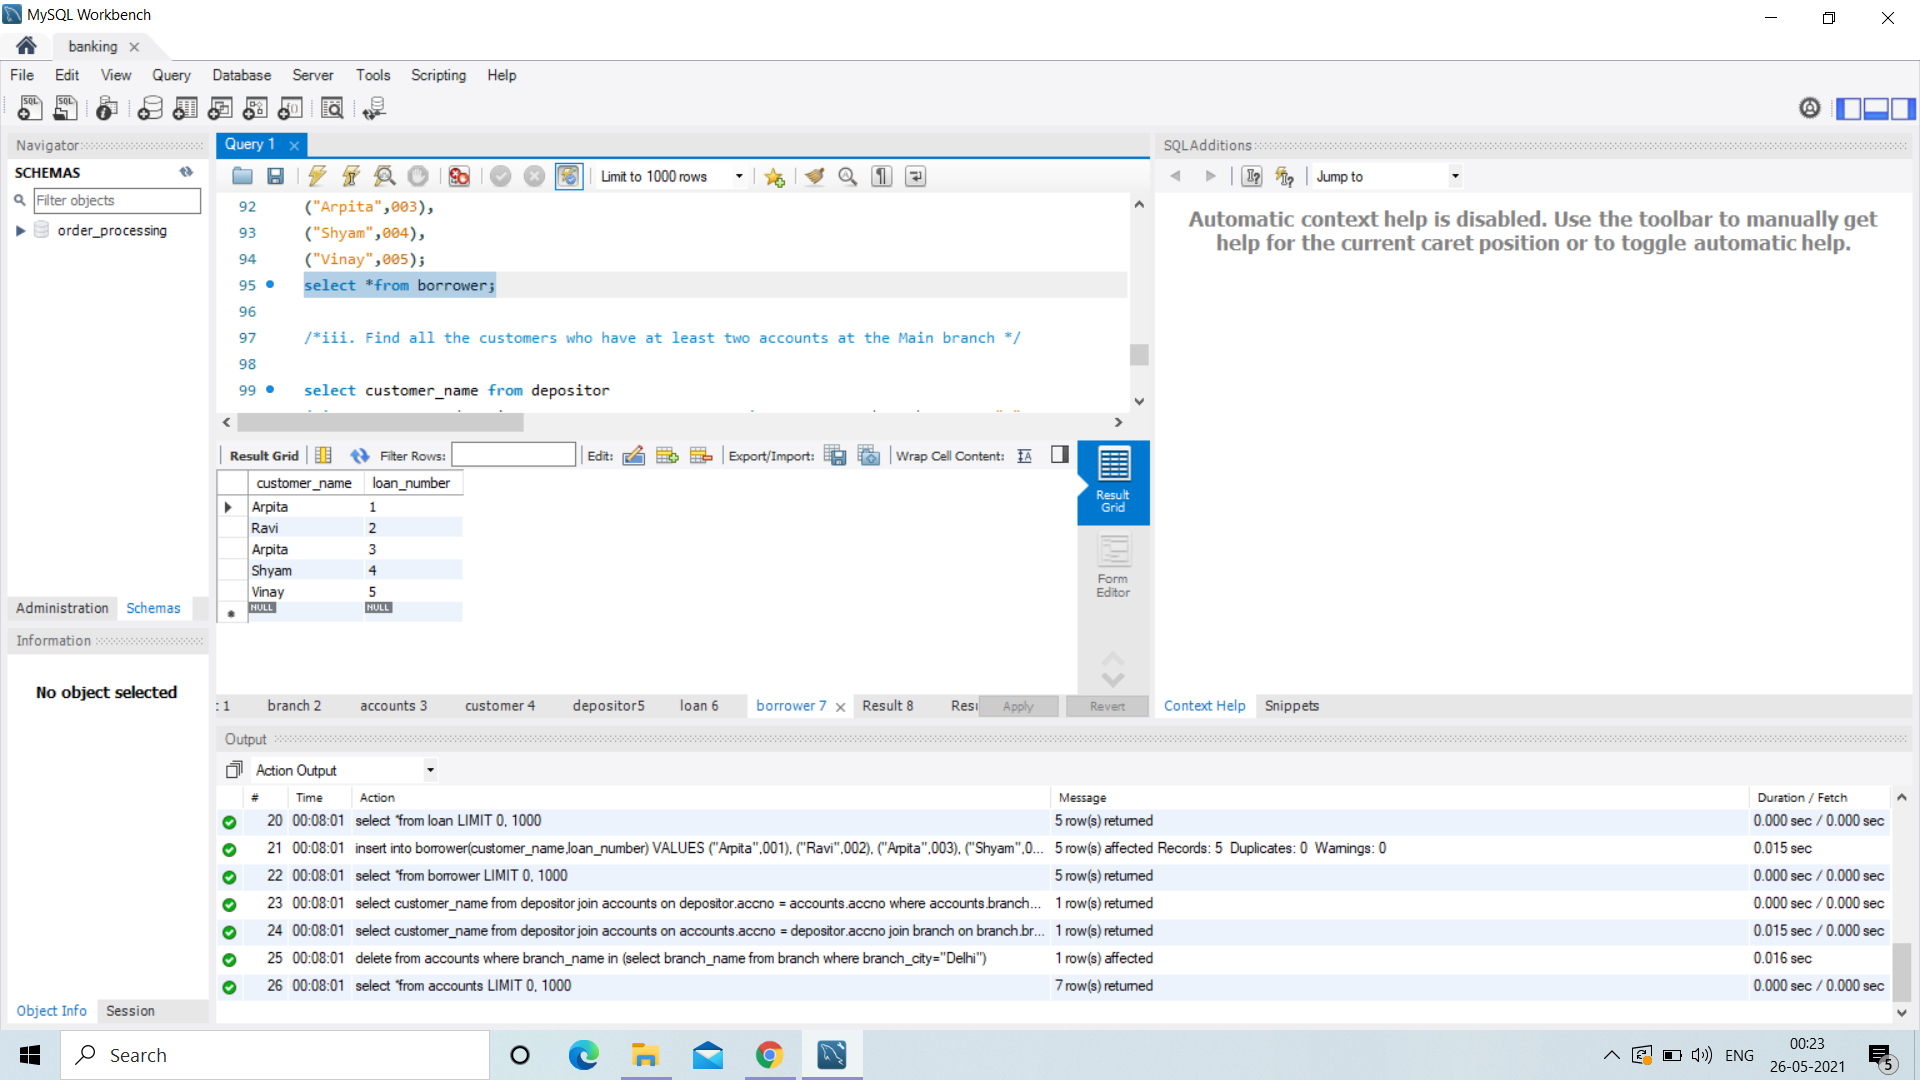 MySQL Workbench
banking
File Edit View Query Database Server Tools Scripting Help
Navigator
SCHEMAS
Filter objects
order_processing
Administration Schemas
Information
No object selected
Object Info Session
Query 1
Limit to 1000 rows
92 ("Arpita",003),
93 ("Shyam",004),
94 ("Vinay",005);
95 select *from borrower;
96
97 /*iii. Find all the customers who have at least two accounts at the Main branch */
98
99 select customer_name from depositor
Result Grid Filter Rows: Edit: Export/Import: Wrap Cell Content:
customer_name loan_number
Arpita 1
Ravi 2
Arpita 3
Shyam 4
Vinay 5
NULL NULL
Result Grid
Form Editor
: 1 branch 2 accounts 3 customer 4 depositor5 loan 6 borrower 7 Result 8 Resu Apply Revert
SQLAdditions
Jump to
Automatic context help is disabled. Use the toolbar to manually get
help for the current caret position or to toggle automatic help.
Context Help Snippets
Output
Action Output
# Time Action Message Duration / Fetch
20 00:08:01 select *from loan LIMIT 0, 1000 5 row(s) returned 0.000 sec / 0.000 sec
21 00:08:01 insert into borrower(customer_name,loan_number) VALUES ("Arpita",001), ("Ravi",002), ("Arpita",003), ("Shyam",0... 5 row(s) affected Records: 5 Duplicates: 0 Warnings: 0 0.015 sec
22 00:08:01 select *from borrower LIMIT 0, 1000 5 row(s) returned 0.000 sec / 0.000 sec
23 00:08:01 select customer_name from depositor join accounts on depositor.accno = accounts.accno where accounts.branch... 1 row(s) returned 0.000 sec / 0.000 sec
24 00:08:01 select customer_name from depositor join accounts on accounts.accno = depositor.accno join branch on branch.br... 1 row(s) returned 0.015 sec / 0.000 sec
25 00:08:01 delete from accounts where branch_name in (select branch_name from branch where branch_city="Delhi") 1 row(s) affected 0.016 sec
26 00:08:01 select *from accounts LIMIT 0, 1000 7 row(s) returned 0.000 sec / 0.000 sec
Search
ENG
00:23
26-05-2021
5